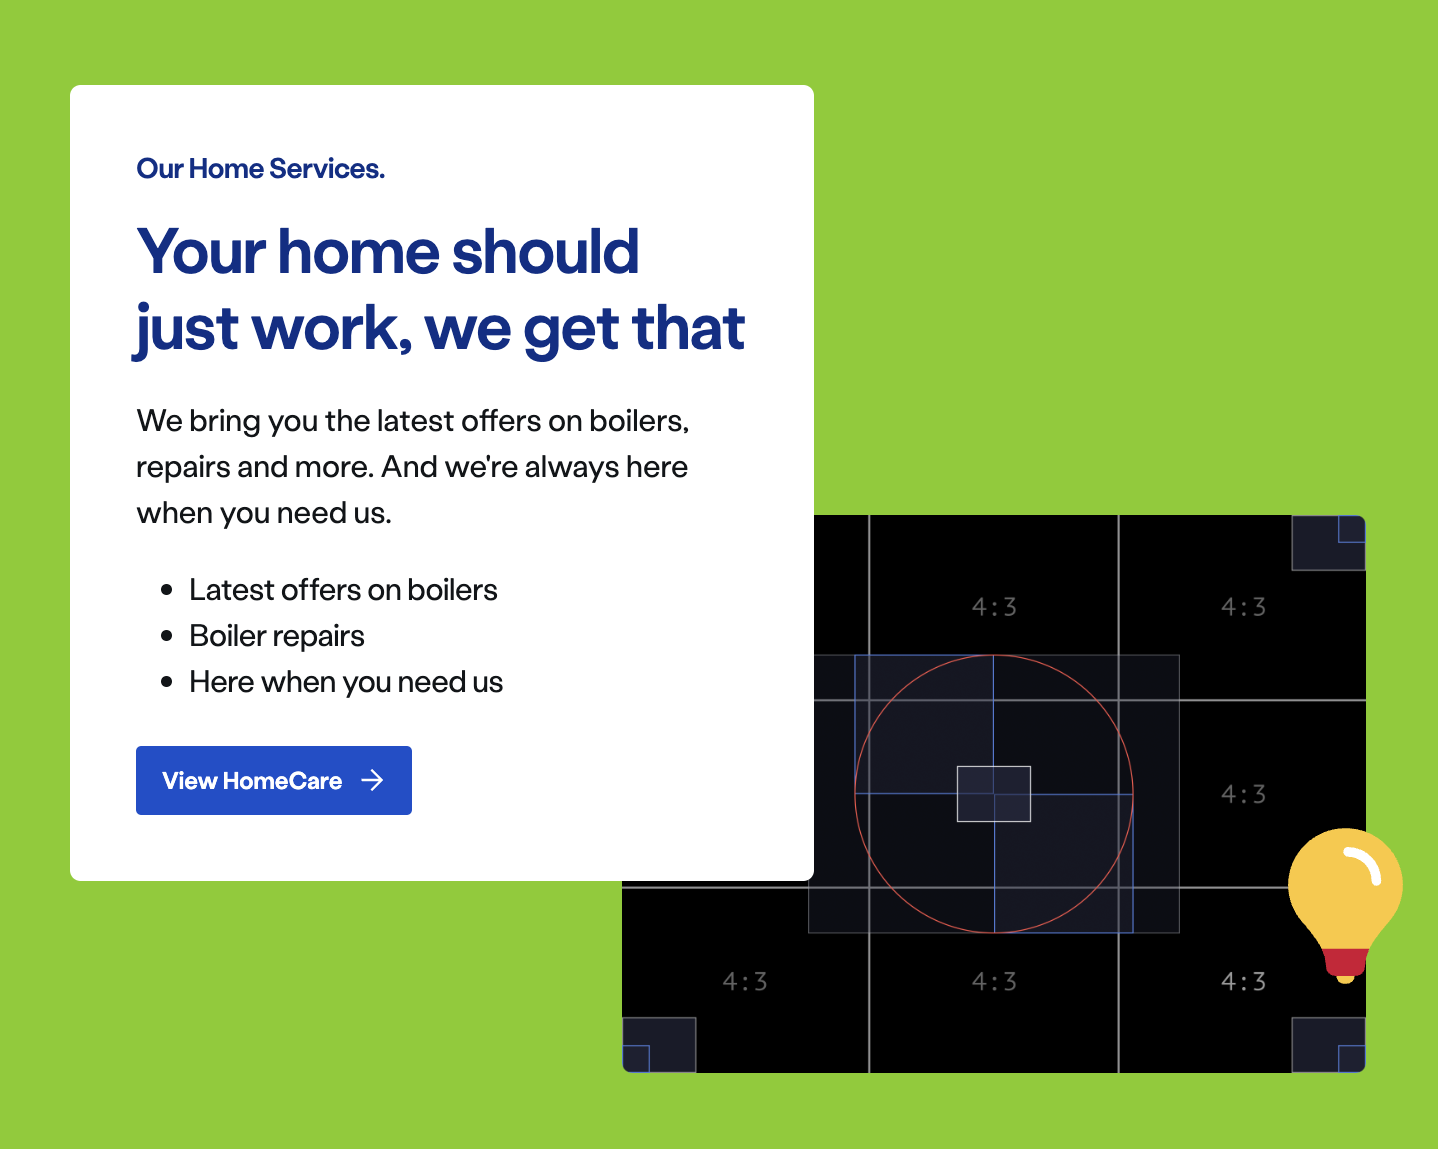 Our Home Services.
Your home should
just work, we get that
We bring you the latest offers on boilers,
repairs and more. And we're always here
when you need us.
• Latest offers on boilers
• Boiler repairs
• Here when you need us
View HomeCare →
4:3
4:3
4:3
4:3
4:3
4:3